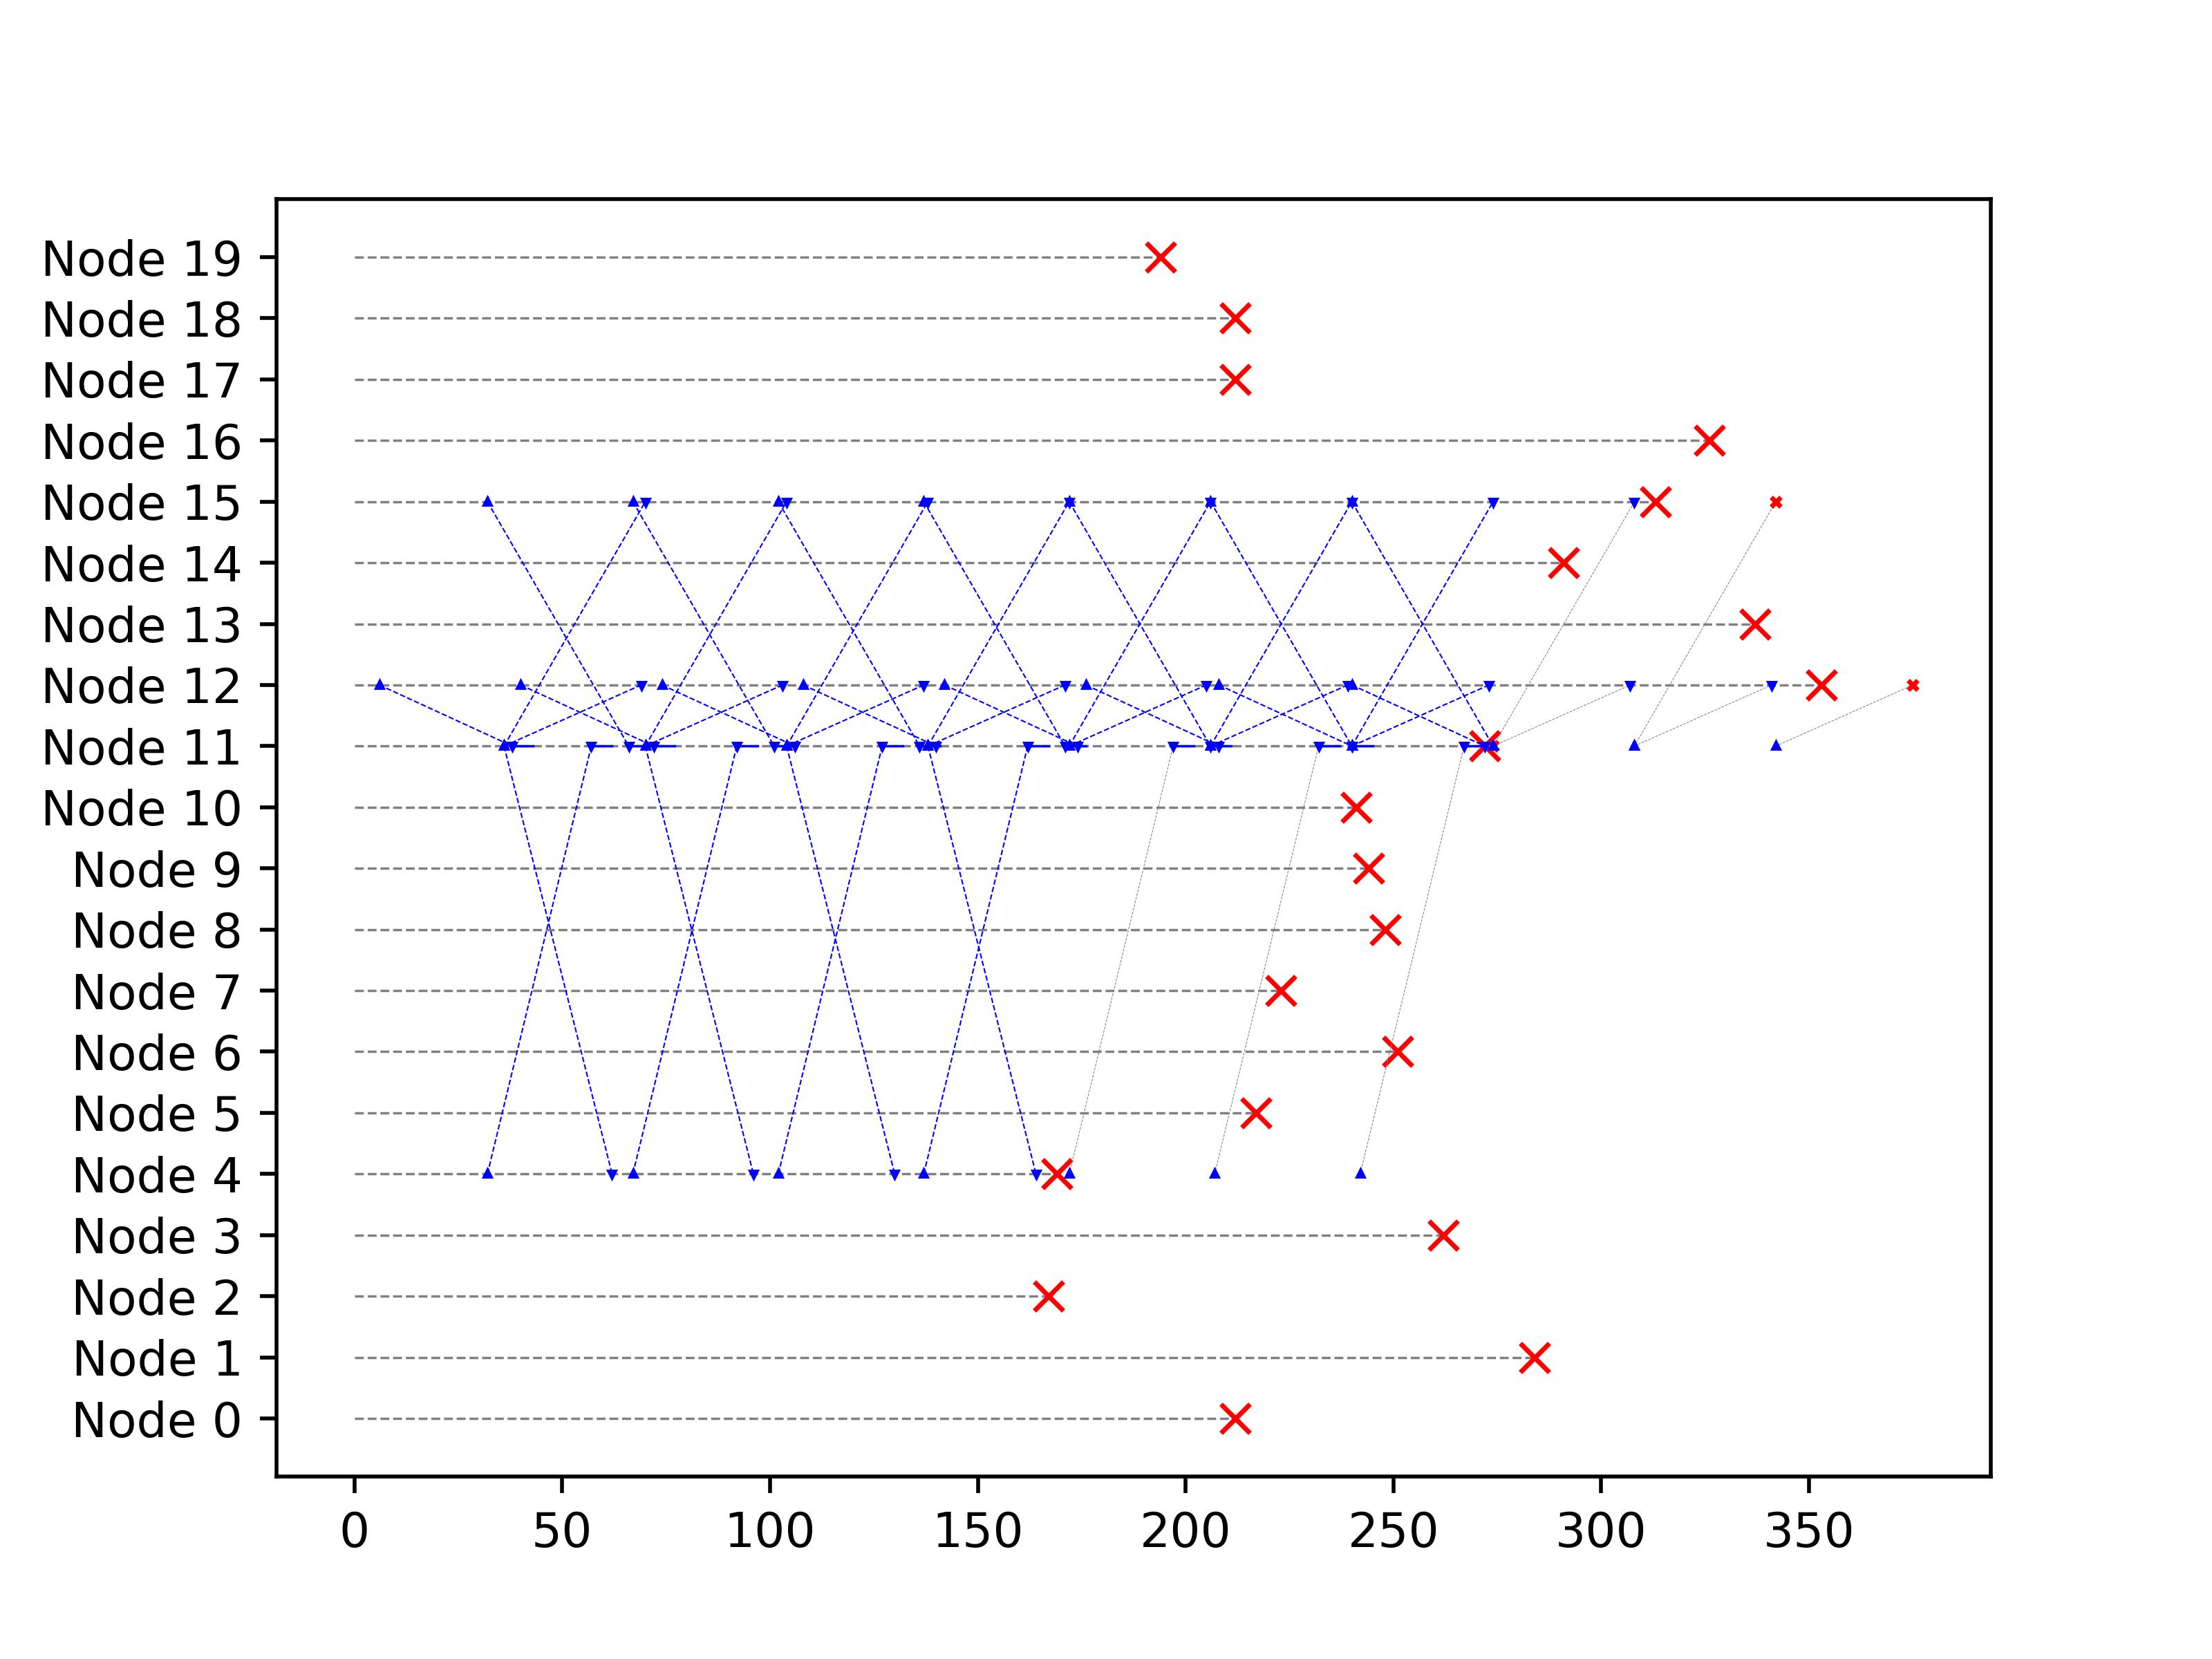 Node 19
Node 18
Node 17
Node 16
Node 15
Node 14
Node 13
Node 12
Node 11
Node 10
Node 9
Node 8
Node 7
Node 6
Node 5
Node 4
Node 3
Node 2
Node 1
Node 0
0 50 100 150 200 250 300 350